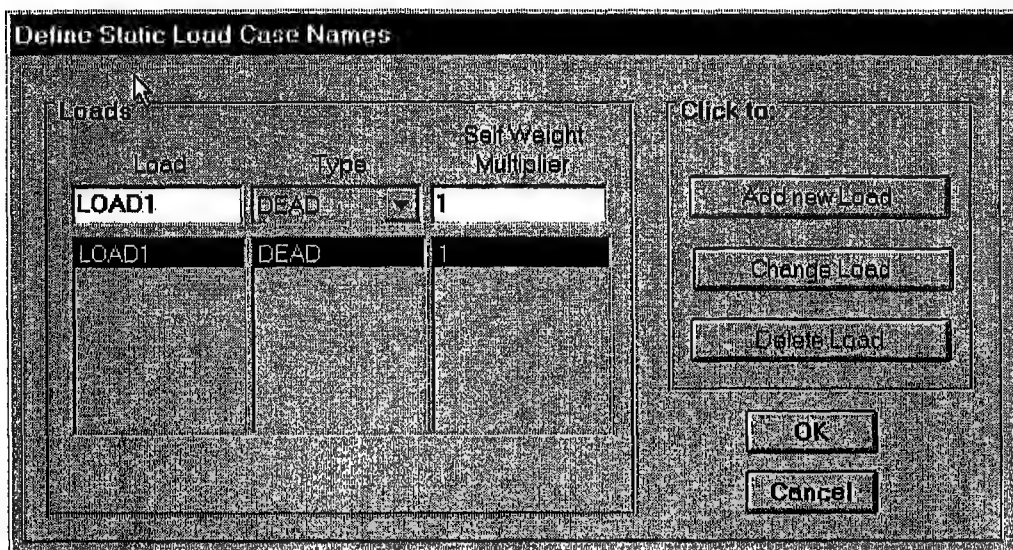 Define Static Load Case Names
Loads
Load Type Self Weight Multiplier
LOAD1 DEAD 1
LOAD1 DEAD 1
Click to:
Add new Load
Change Load
Delete Load
OK
Cancel